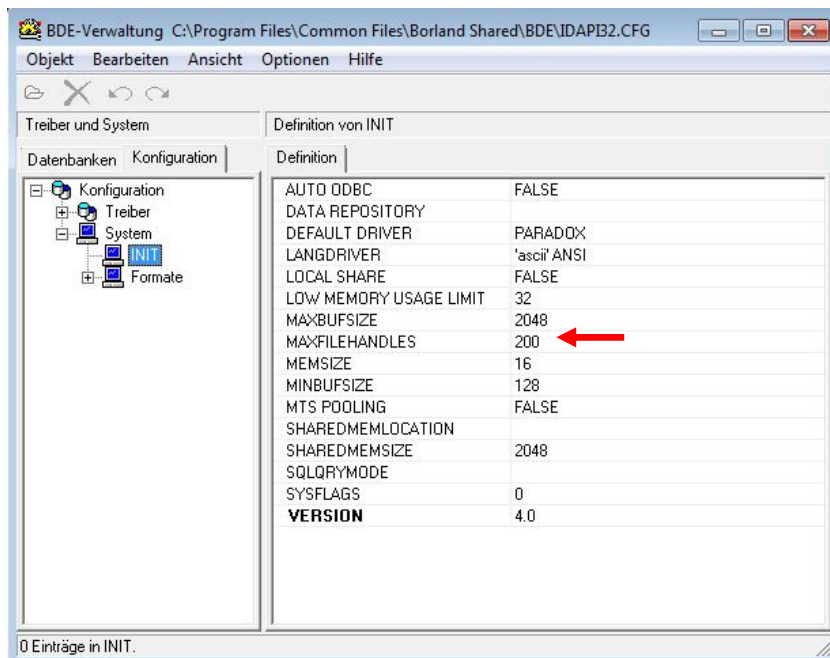 BDE-Verwaltung C:\Program Files\Common Files\Borland Shared\BDE\IDAPI32.CFG
Objekt Bearbeiten Ansicht Optionen Hilfe
Treiber und System Definition von INIT
Datenbanken Konfiguration Definition
Konfiguration
Treiber
System
INIT
Formate
AUTO ODBC FALSE
DATA REPOSITORY
DEFAULT DRIVER PARADOX
LANGDRIVER 'ascii' ANSI
LOCAL SHARE FALSE
LOW MEMORY USAGE LIMIT 32
MAXBUFSIZE 2048
MAXFILEHANDLES 200
MEMSIZE 16
MINBUFSIZE 128
MTS POOLING FALSE
SHAREDMEMLOCATION
SHAREDMEMSIZE 2048
SQLQRYMODE
SYSFLAGS 0
VERSION 4.0
0 Einträge in INIT.